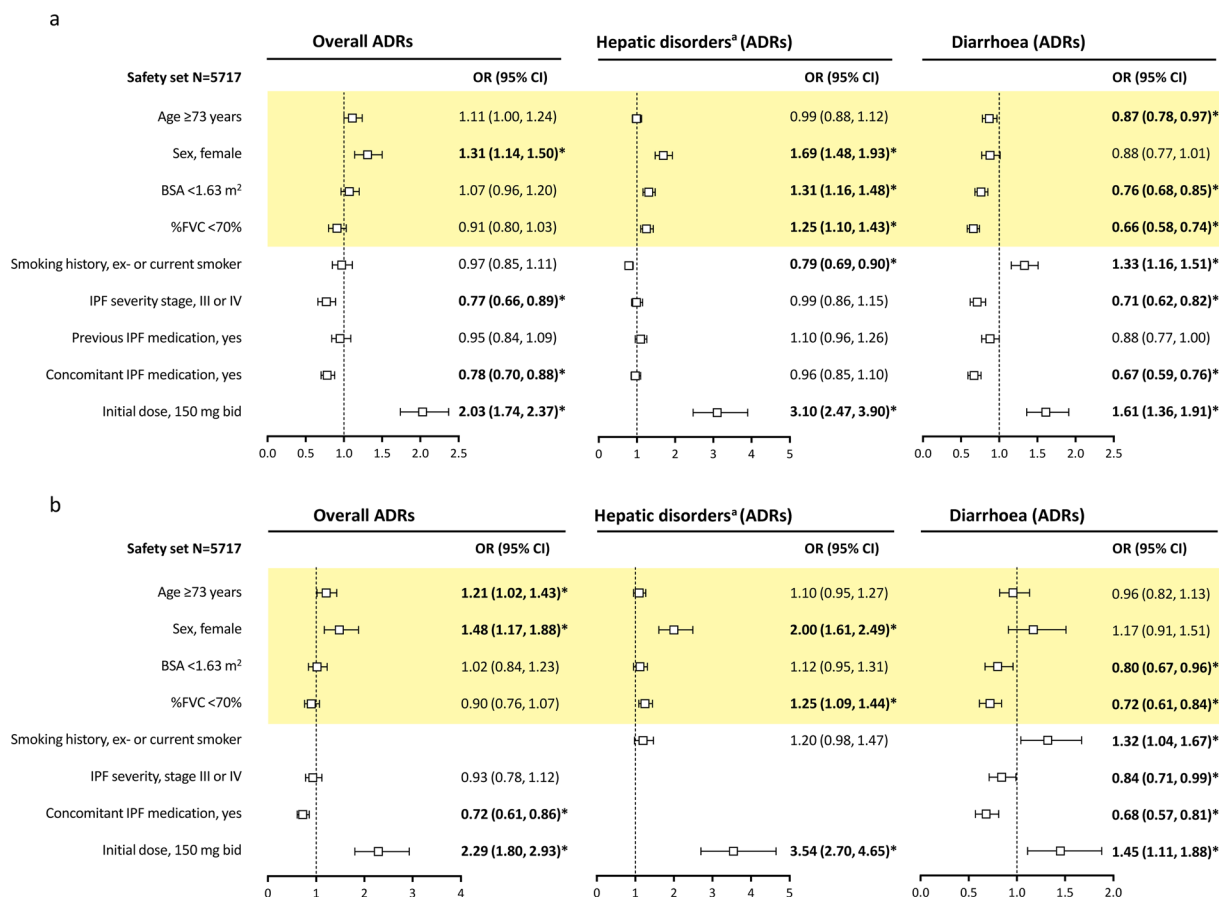 a
Overall ADRs Hepatic disordersᵃ (ADRs) Diarrhoea (ADRs)
Safety set N=5717 OR (95% CI) OR (95% CI) OR (95% CI)
Age ≥73 years 1.11 (1.00, 1.24) 0.99 (0.88, 1.12) 0.87 (0.78, 0.97)*
Sex, female 1.31 (1.14, 1.50)* 1.69 (1.48, 1.93)* 0.88 (0.77, 1.01)
BSA <1.63 m² 1.07 (0.96, 1.20) 1.31 (1.16, 1.48)* 0.76 (0.68, 0.85)*
%FVC <70% 0.91 (0.80, 1.03) 1.25 (1.10, 1.43)* 0.66 (0.58, 0.74)*
Smoking history, ex- or current smoker 0.97 (0.85, 1.11) 0.79 (0.69, 0.90)* 1.33 (1.16, 1.51)*
IPF severity stage, III or IV 0.77 (0.66, 0.89)* 0.99 (0.86, 1.15) 0.71 (0.62, 0.82)*
Previous IPF medication, yes 0.95 (0.84, 1.09) 1.10 (0.96, 1.26) 0.88 (0.77, 1.00)
Concomitant IPF medication, yes 0.78 (0.70, 0.88)* 0.96 (0.85, 1.10) 0.67 (0.59, 0.76)*
Initial dose, 150 mg bid 2.03 (1.74, 2.37)* 3.10 (2.47, 3.90)* 1.61 (1.36, 1.91)*
0.0 0.5 1.0 1.5 2.0 2.5 0 1 2 3 4 5 0.0 0.5 1.0 1.5 2.0 2.5
b
Overall ADRs Hepatic disordersᵃ (ADRs) Diarrhoea (ADRs)
Safety set N=5717 OR (95% CI) OR (95% CI) OR (95% CI)
Age ≥73 years 1.21 (1.02, 1.43)* 1.10 (0.95, 1.27) 0.96 (0.82, 1.13)
Sex, female 1.48 (1.17, 1.88)* 2.00 (1.61, 2.49)* 1.17 (0.91, 1.51)
BSA <1.63 m² 1.02 (0.84, 1.23) 1.12 (0.95, 1.31) 0.80 (0.67, 0.96)*
%FVC <70% 0.90 (0.76, 1.07) 1.25 (1.09, 1.44)* 0.72 (0.61, 0.84)*
Smoking history, ex- or current smoker 1.20 (0.98, 1.47) 1.32 (1.04, 1.67)*
IPF severity, stage III or IV 0.93 (0.78, 1.12) 0.84 (0.71, 0.99)*
Concomitant IPF medication, yes 0.72 (0.61, 0.86)* 0.68 (0.57, 0.81)*
Initial dose, 150 mg bid 2.29 (1.80, 2.93)* 3.54 (2.70, 4.65)* 1.45 (1.11, 1.88)*
0 1 2 3 4 0 1 2 3 4 5 0.0 0.5 1.0 1.5 2.0